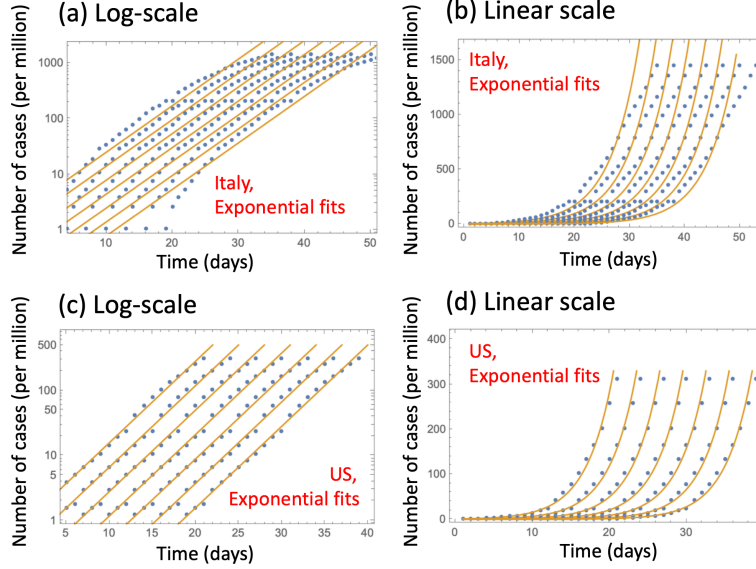 (a) Log-scale
Number of cases (per million)
1000
100
10
1
10
20
30
40
50
Time (days)
Italy,
Exponential fits
(b) Linear scale
Number of cases (per million)
1500
1000
500
0
0
10
20
30
40
50
Time (days)
Italy,
Exponential fits
(c) Log-scale
Number of cases (per million)
500
100
50
10
5
1
5
10
15
20
25
30
35
40
Time (days)
US,
Exponential fits
(d) Linear scale
Number of cases (per million)
400
300
200
100
0
0
10
20
30
Time (days)
US,
Exponential fits